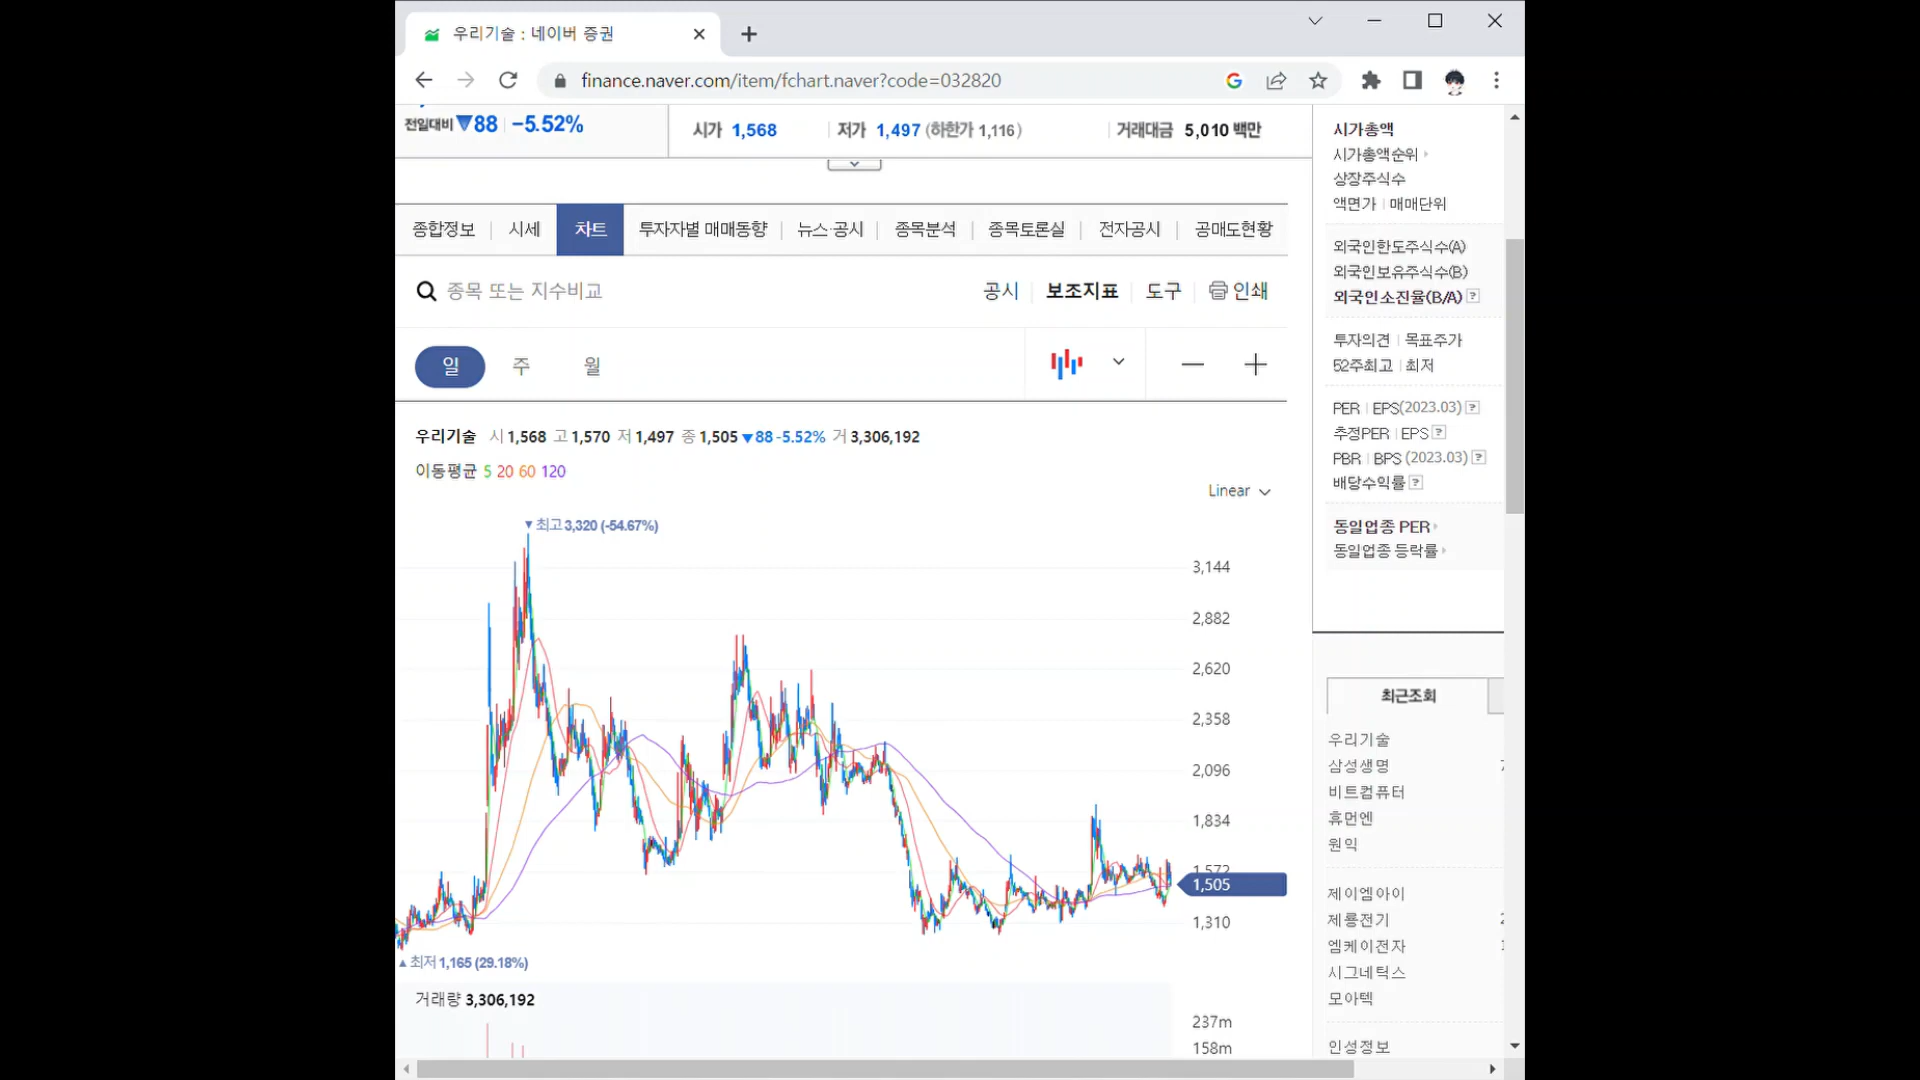 우리기술 : 네이버 증권
finance.naver.com/item/fchart.naver?code=032820
전일대비 ▼88 -5.52%
시가 1,568
저가 1,497 (하한가 1,116)
거래대금 5,010 백만
종합정보
시세
차트
투자자별 매매동향
뉴스·공시
종목분석
종목토론실
전자공시
공매도현황
종목 또는 지수비교
공시
보조지표
도구
인쇄
일
주
월
우리기술 시 1,568 고 1,570 저 1,497 종 1,505 ▼88 -5.52% 거 3,306,192
이동평균 5 20 60 120
Linear
▼최고 3,320 (-54.67%)
3,144
2,882
2,620
2,358
2,096
1,834
1,572
1,505
1,310
▲최저 1,165 (29.18%)
거래량 3,306,192
237m
158m
시가총액
시가총액순위
상장주식수
액면가 매매단위
외국인한도주식수(A)
외국인보유주식수(B)
외국인소진율(B/A) ?
투자의견 목표주가
52주최고 최저
PER EPS(2023.03) ?
추정PER EPS ?
PBR BPS (2023.03) ?
배당수익률 ?
동일업종 PER
동일업종 등락률
최근조회
우리기술
삼성생명
비트컴퓨터
휴먼엔
원익
제이엠아이
제룡전기
엠케이전자
시그네틱스
모아텍
인성정보